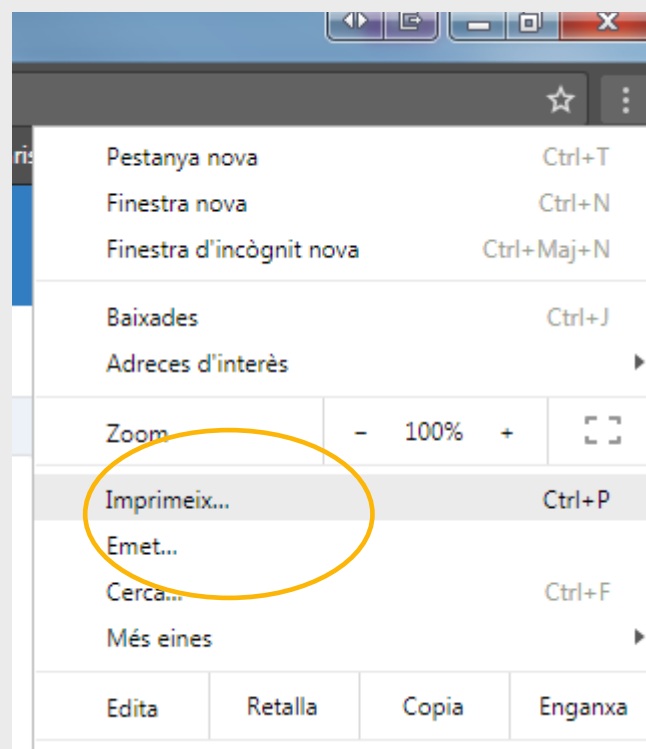 ris
Pestanya nova Ctrl+T
Finestra nova Ctrl+N
Finestra d'incògnit nova Ctrl+Maj+N
Baixades Ctrl+J
Adreces d'interès
Zoom - 100% +
Imprimeix... Ctrl+P
Emet...
Cerca... Ctrl+F
Més eines
Edita Retalla Copia Enganxa